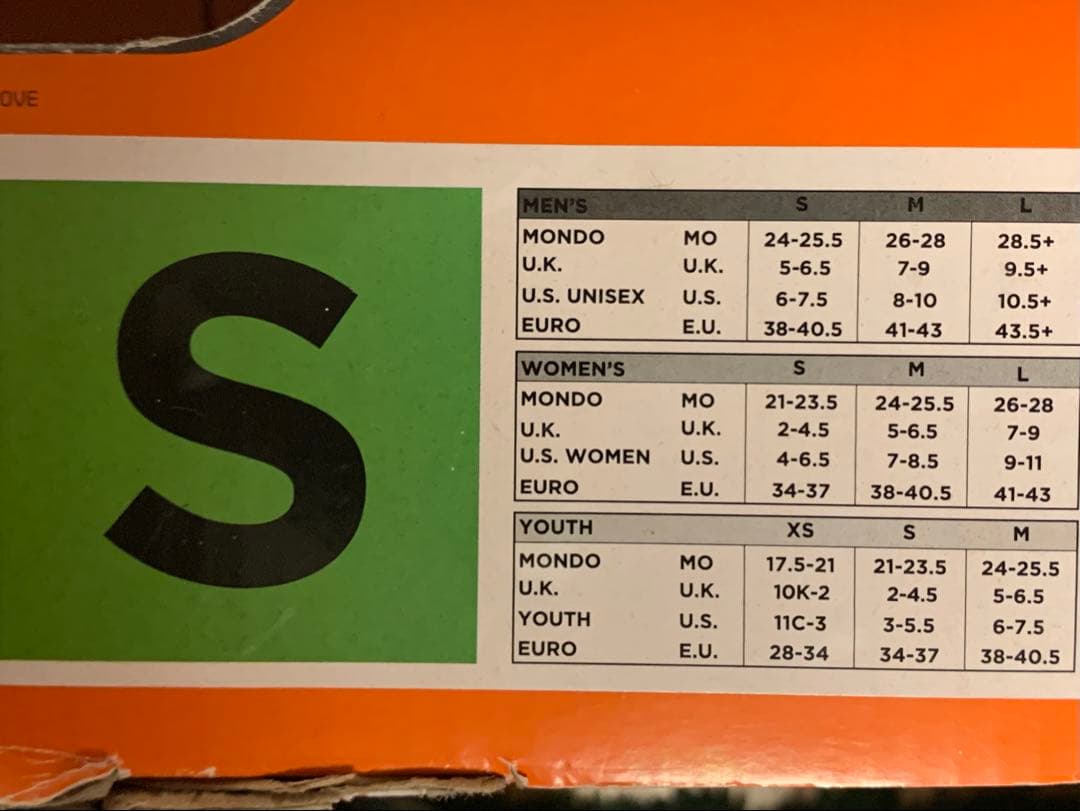 OVE
S
MEN'S S M L
MONDO MO 24-25.5 26-28 28.5+
U.K. U.K. 5-6.5 7-9 9.5+
U.S. UNISEX U.S. 6-7.5 8-10 10.5+
EURO E.U. 38-40.5 41-43 43.5+
WOMEN'S S M L
MONDO MO 21-23.5 24-25.5 26-28
U.K. U.K. 2-4.5 5-6.5 7-9
U.S. WOMEN U.S. 4-6.5 7-8.5 9-11
EURO E.U. 34-37 38-40.5 41-43
YOUTH XS S M
MONDO MO 17.5-21 21-23.5 24-25.5
U.K. U.K. 10K-2 2-4.5 5-6.5
YOUTH U.S. 11C-3 3-5.5 6-7.5
EURO E.U. 28-34 34-37 38-40.5